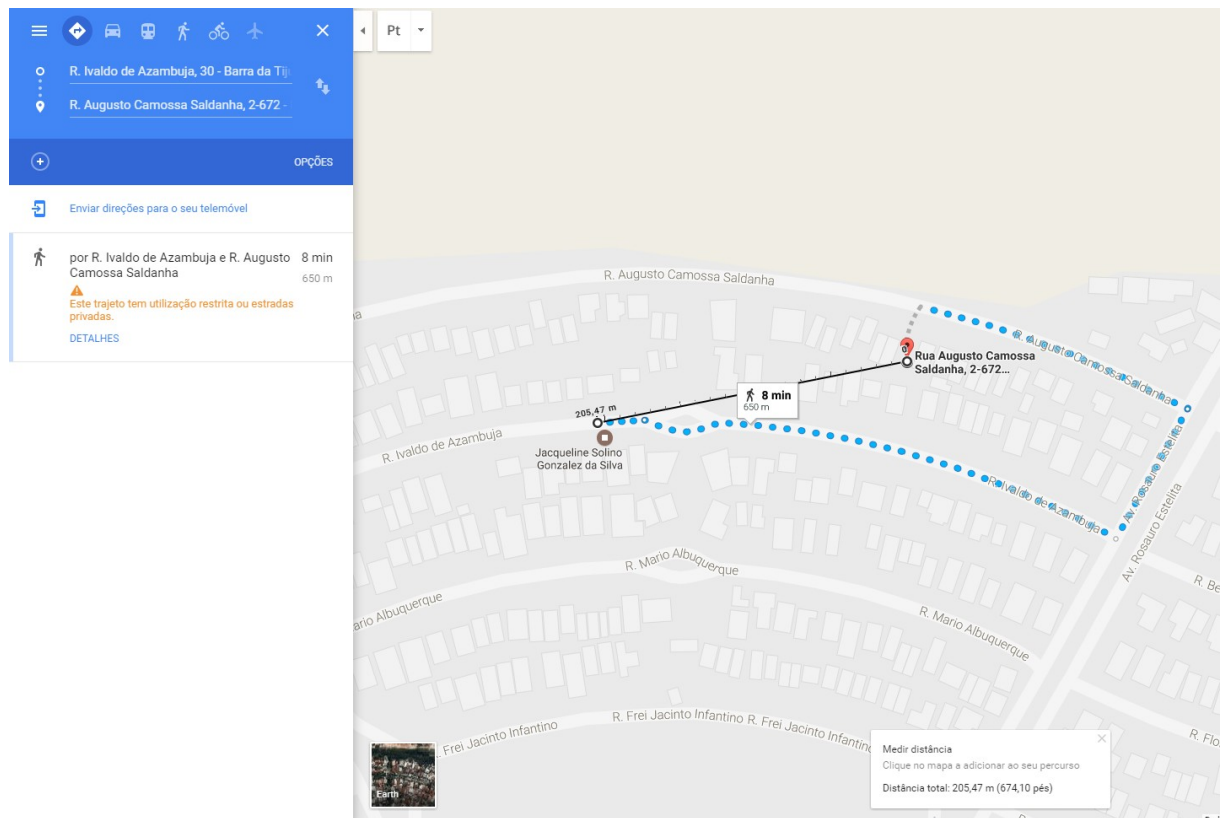 Pt
R. Ivaldo de Azambuja, 30 - Barra da Tij
R. Augusto Camossa Saldanha, 2-672 -
OPÇÕES
Enviar direções para o seu telemóvel
por R. Ivaldo de Azambuja e R. Augusto 8 min
Camossa Saldanha 650 m
Este trajeto tem utilização restrita ou estradas
privadas.
DETALHES
R. Augusto Camossa Saldanha
R. Augusto Camossa Saldanha
Rua Augusto Camossa
Saldanha, 2-672...
8 min
650 m
205,47 m
R. Ivaldo de Azambuja
Jacqueline Solino
Gonzalez da Silva
R. Ivaldo de Azambuja
Av. Rosauro Estelita
Av. Rosauro Estelita
R. Mario Albuquerque
R. Be
ario Albuquerque
R. Mario Albuquerque
R. Frei Jacinto Infantino R. Frei Jacinto Infantino
Frei Jacinto Infantino
R. Flo
Earth
Medir distância
Clique no mapa a adicionar ao seu percurso
Distância total: 205,47 m (674,10 pés)